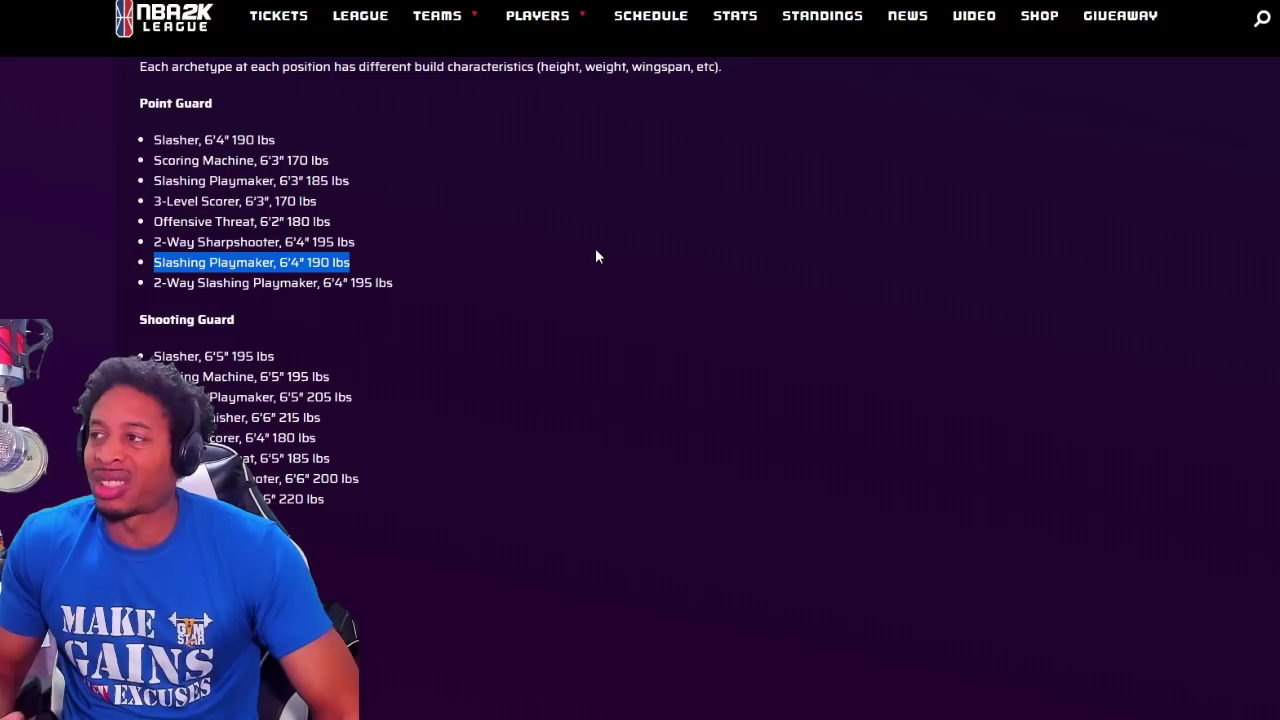 NBA2K
LEAGUE
TICKETS LEAGUE TEAMS PLAYERS SCHEDULE STATS STANDINGS NEWS VIDEO SHOP GIVEAWAY
Each archetype at each position has different build characteristics (height, weight, wingspan, etc).
Point Guard
Slasher, 6'4" 190 lbs
Scoring Machine, 6'3" 170 lbs
Slashing Playmaker, 6'3" 185 lbs
3-Level Scorer, 6'3", 170 lbs
Offensive Threat, 6'2" 180 lbs
2-Way Sharpshooter, 6'4" 195 lbs
Slashing Playmaker, 6'4" 190 lbs
2-Way Slashing Playmaker, 6'4" 195 lbs
Shooting Guard
Slasher, 6'5" 195 lbs
Machine, 6'5" 195 lbs
Playmaker, 6'5" 205 lbs
6'6" 215 lbs
6'4" 180 lbs
6'5" 185 lbs
6'6" 200 lbs
220 lbs
MAKE
GYM
STAR
GAINS
EXCUSES